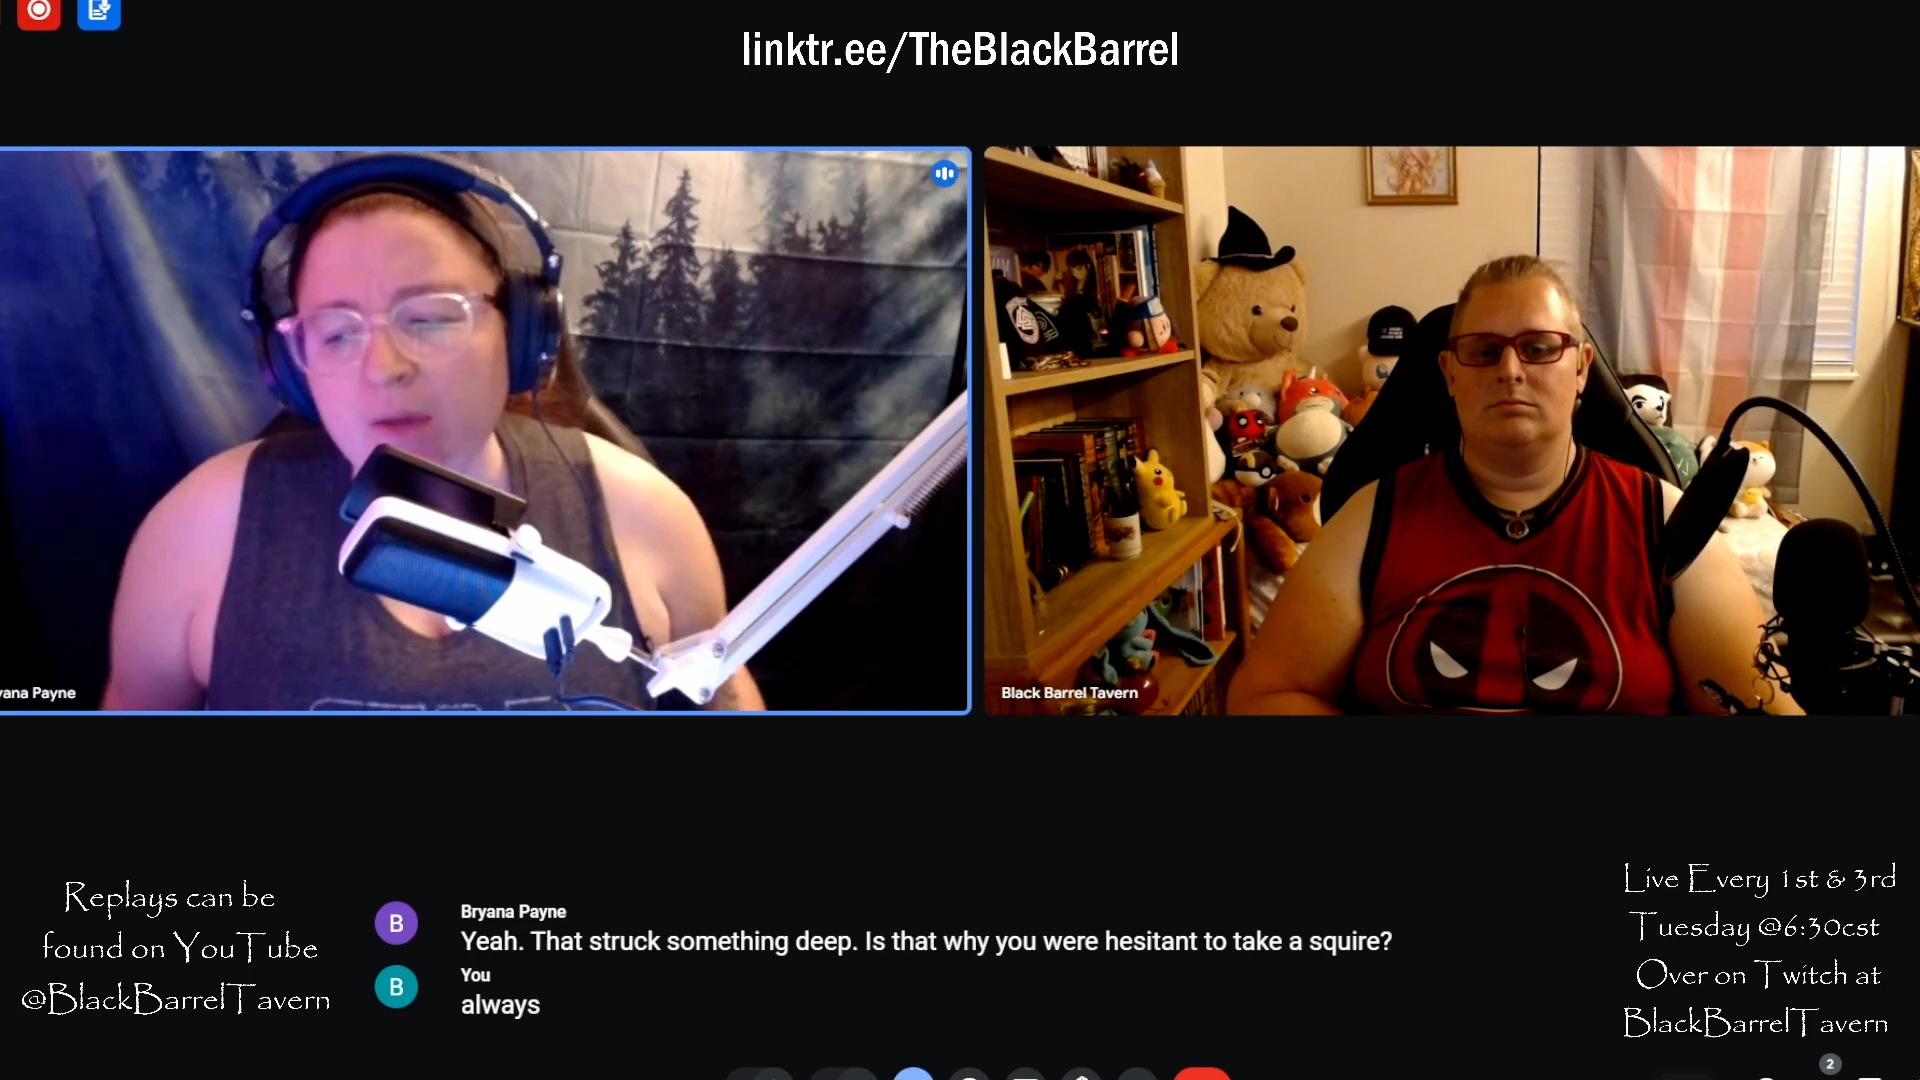 linktr.ee/TheBlackBarrel
yana Payne
Black Barrel Tavern
Replays can be
found on YouTube
@BlackBarrelTavern
B
Bryana Payne
Yeah. That struck something deep. Is that why you were hesitant to take a squire?
B
You
always
Live Every 1st & 3rd
Tuesday @6:30cst
Over on Twitch at
BlackBarrelTavern
2